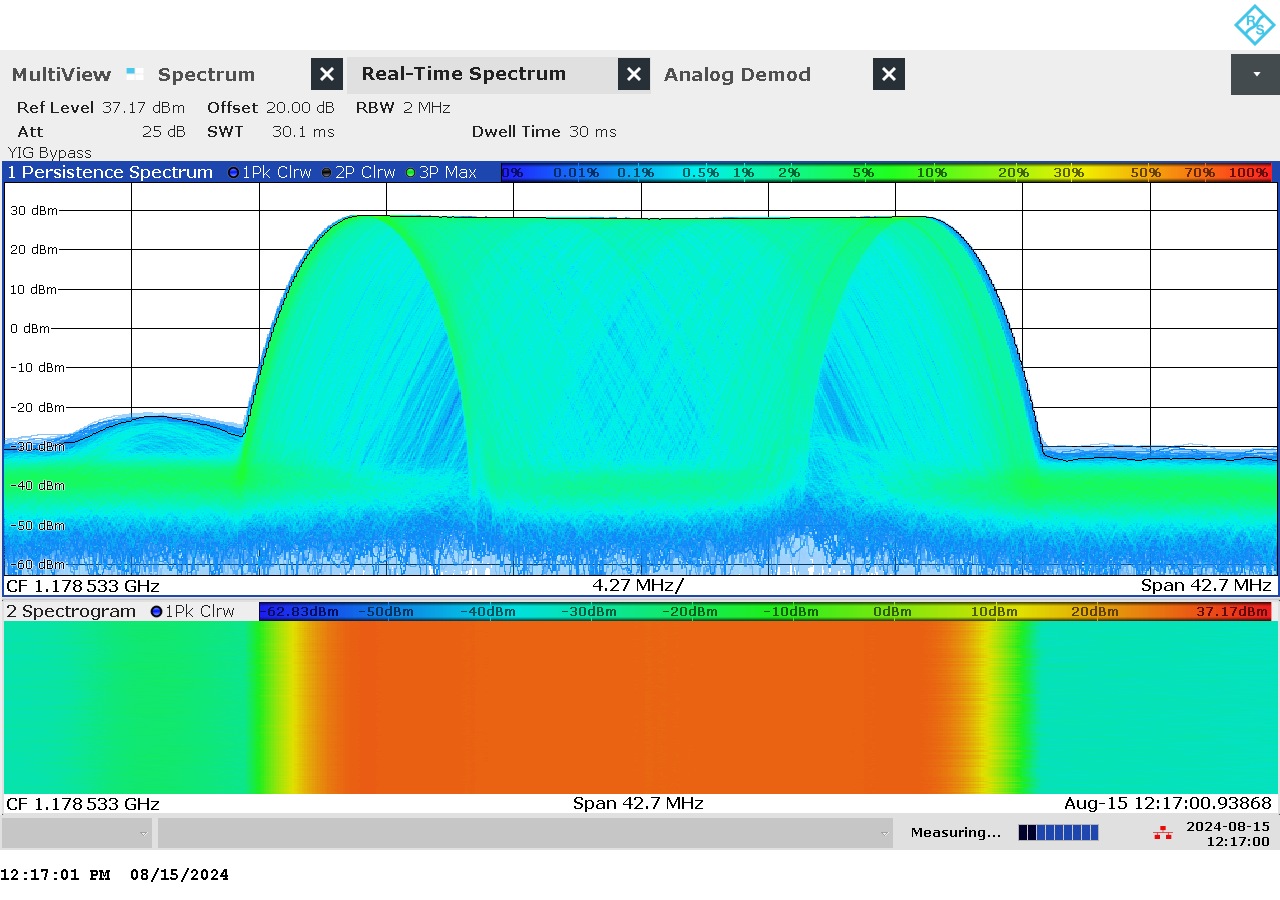 R S
MultiView Spectrum Real-Time Spectrum Analog Demod
Ref Level 37.17 dBm Offset 20.00 dB RBW 2 MHz
Att 25 dB SWT 30.1 ms Dwell Time 30 ms
YIG Bypass
1 Persistence Spectrum 1Pk Clrw 2P Clrw 3P Max 0% 0.01% 0.1% 0.5% 1% 2% 5% 10% 20% 30% 50% 70% 100%
30 dBm
20 dBm
10 dBm
0 dBm
-10 dBm
-20 dBm
-30 dBm
-40 dBm
-50 dBm
-60 dBm
CF 1.178 533 GHz 4.27 MHz/ Span 42.7 MHz
2 Spectrogram 1Pk Clrw -62.83dBm -50dBm -40dBm -30dBm -20dBm -10dBm 0dBm 10dBm 20dBm 37.17dBm
CF 1.178 533 GHz Span 42.7 MHz Aug-15 12:17:00.93868
Measuring... 2024-08-15
12:17:00
12:17:01 PM 08/15/2024